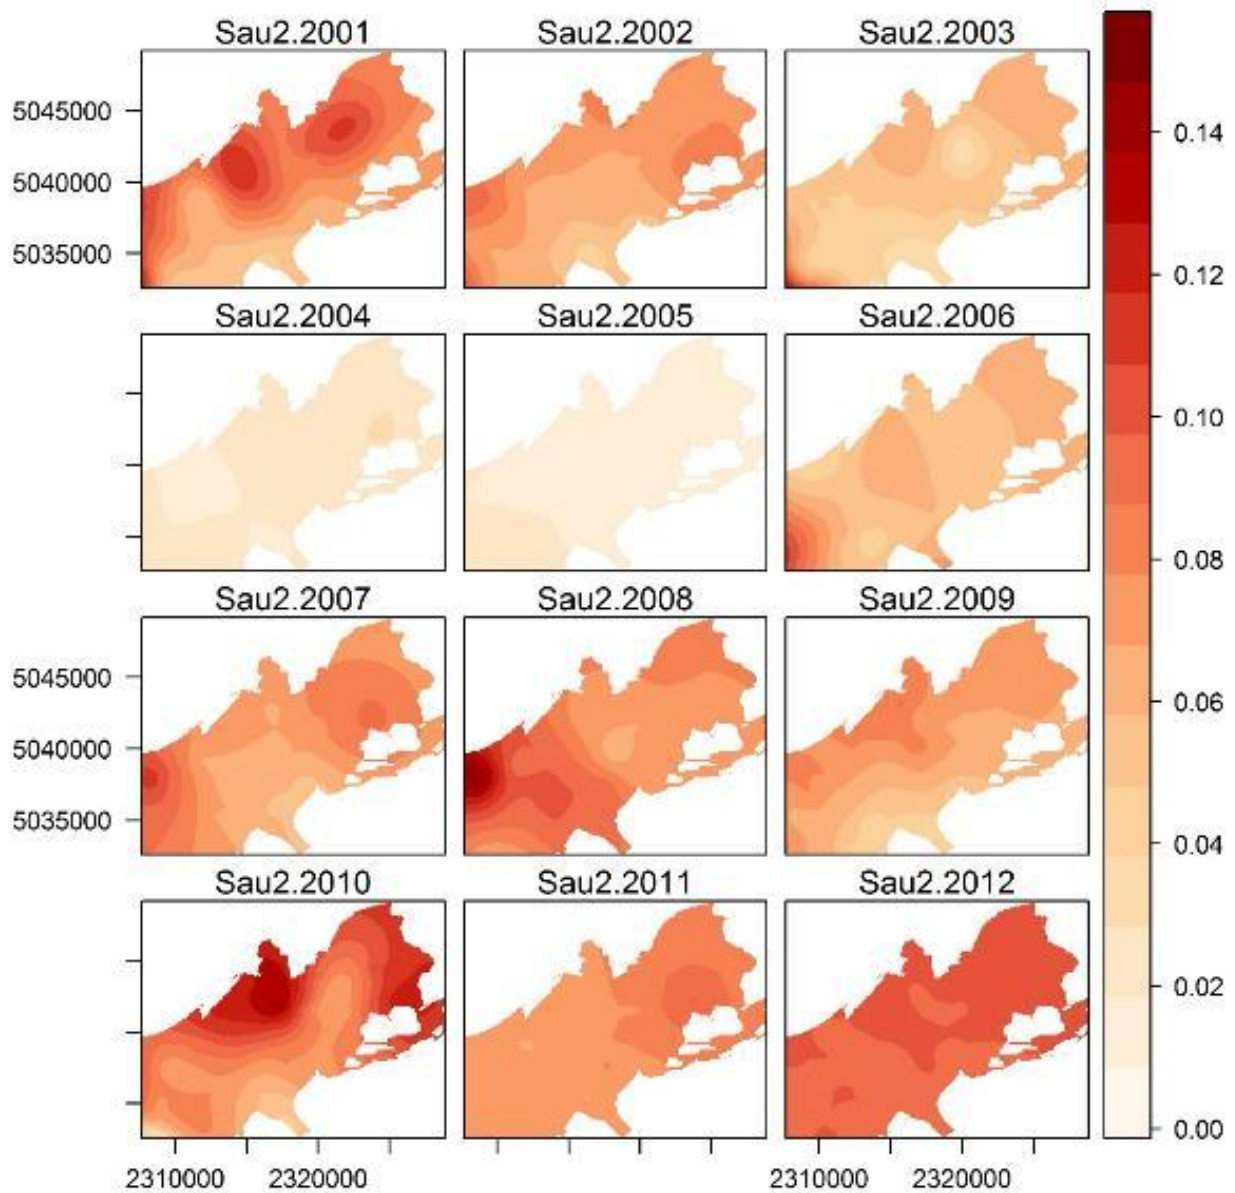 Sau2.2001 Sau2.2002 Sau2.2003
5045000
5040000
5035000
0.14
0.12
Sau2.2004 Sau2.2005 Sau2.2006
0.10
0.08
Sau2.2007 Sau2.2008 Sau2.2009
5045000
5040000
5035000
0.06
0.04
Sau2.2010 Sau2.2011 Sau2.2012
0.02
0.00
2310000 2320000 2310000 2320000